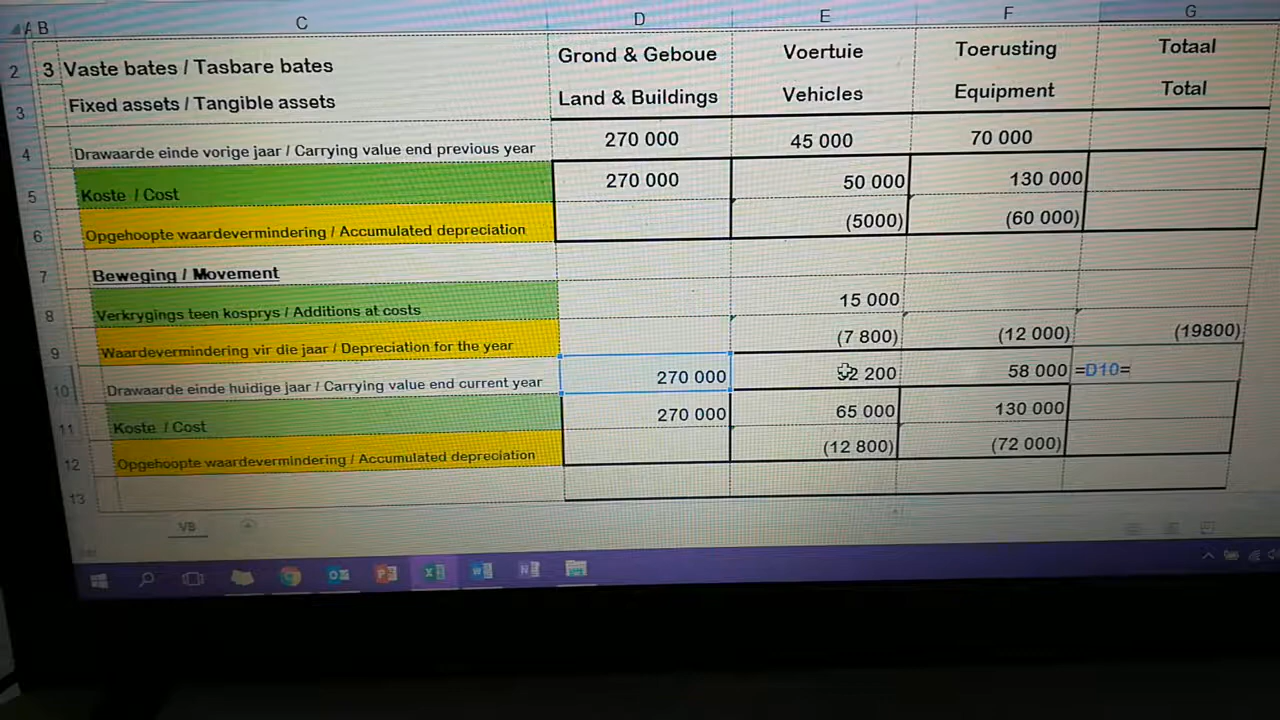 A B C D E F G
2 3 Vaste bates / Tasbare bates Grond & Geboue Voertuie Toerusting Totaal
3 Fixed assets / Tangible assets Land & Buildings Vehicles Equipment Total
4 Drawaarde einde vorige jaar / Carrying value end previous year 270 000 45 000 70 000
5 Koste / Cost 270 000 50 000 130 000
6 Opgehoopte waardevermindering / Accumulated depreciation (5000) (60 000)
7 Beweging / Movement
8 Verkrygings teen kosprys / Additions at costs 15 000
9 Waardevermindering vir die jaar / Depreciation for the year (7 800) (12 000) (19800)
10 Drawaarde einde huidige jaar / Carrying value end current year 270 000 52 200 58 000 =D10=
11 Koste / Cost 270 000 65 000 130 000
12 Opgehoopte waardevermindering / Accumulated depreciation (12 800) (72 000)
13
VB